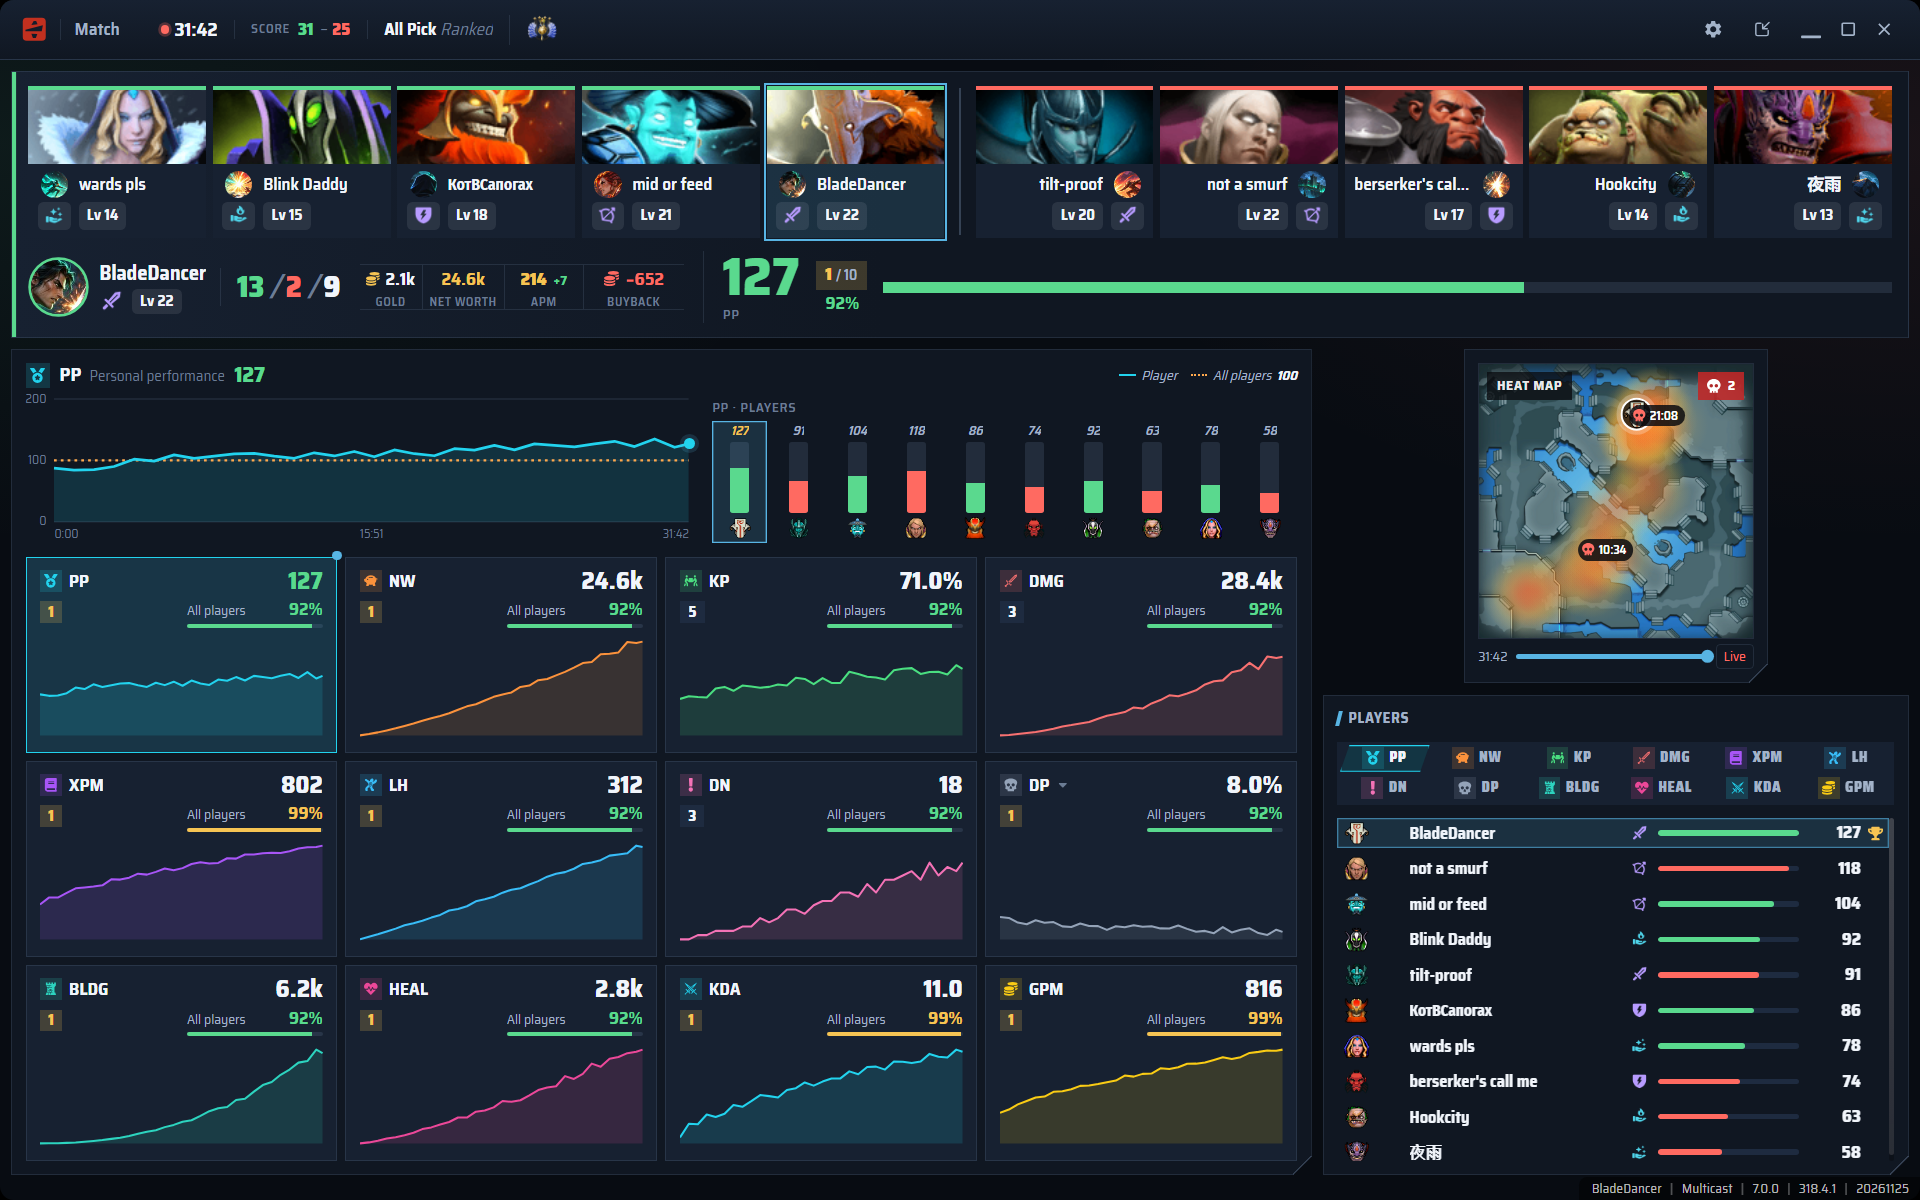 Match 31:42 SCORE 31 - 25 All Pick Ranked
wards pls Blink Daddy KoтBCanorax mid or feed BladeDancer tilt-proof not a smurf berserker's cal... Hookcity 夜雨
Lv 14 Lv 15 Lv 18 Lv 21 Lv 22 Lv 20 Lv 22 Lv 17 Lv 14 Lv 13
BladeDancer
Lv 22
13 /2 /9
2.1k 24.6k 214 +7 -652
GOLD NET WORTH APM BUYBACK
127 1 / 10
92%
PP
PP Personal performance 127
Player All players 100
200
100
0
0:00 15:51 31:42
PP · PLAYERS
127 91 104 118 86 74 92 63 78 58
HEAT MAP 2
21:08
10:34
31:42 Live
PP 127
1 All players 92%
NW 24.6k
1 All players 92%
KP 71.0%
5 All players 92%
DMG 28.4k
3 All players 92%
XPM 802
1 All players 99%
LH 312
1 All players 92%
DN 18
3 All players 92%
DP 8.0%
1 All players 92%
BLDG 6.2k
1 All players 92%
HEAL 2.8k
1 All players 92%
KDA 11.0
1 All players 99%
GPM 816
1 All players 99%
PLAYERS
PP NW KP DMG XPM LH
DN DP BLDG HEAL KDA GPM
BladeDancer 127
not a smurf 118
mid or feed 104
Blink Daddy 92
tilt-proof 91
KoтBCanorax 86
wards pls 78
berserker's call me 74
Hookcity 63
夜雨 58
BladeDancer | Multicast | 7.0.0 | 318.4.1 | 20261125